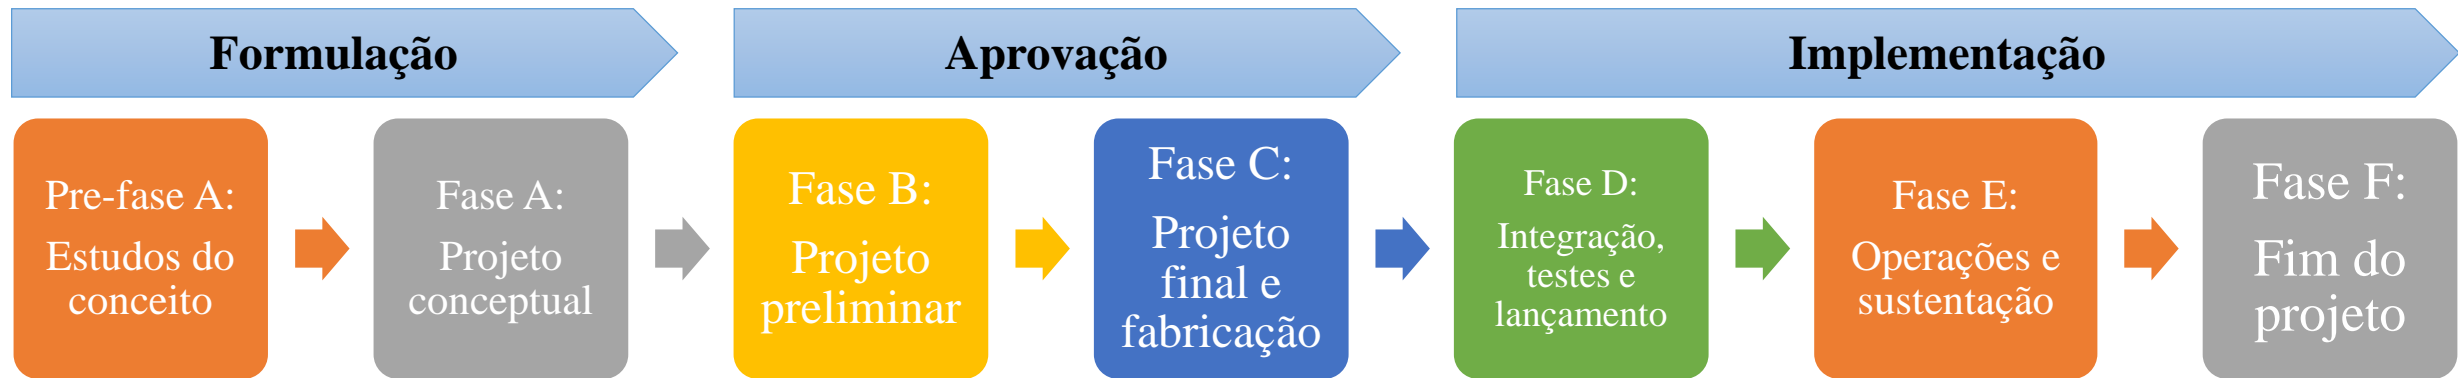 Formulação
Aprovação
Implementação
Pre-fase A:
Estudos do
conceito
Fase A:
Projeto
conceptual
Fase B:
Projeto
preliminar
Fase C:
Projeto
final e
fabricação
Fase D:
Integração,
testes e
lançamento
Fase E:
Operações e
sustentação
Fase F:
Fim do
projeto